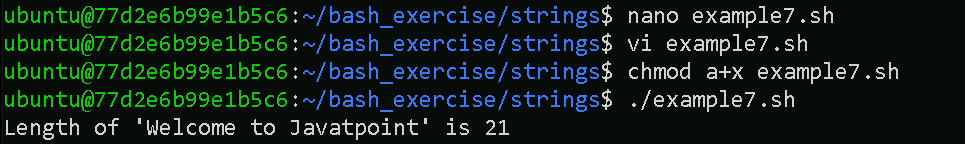 ubuntu@77d2e6b99e1b5c6:~/bash_exercise/strings$ nano example7.sh
ubuntu@77d2e6b99e1b5c6:~/bash_exercise/strings$ vi example7.sh
ubuntu@77d2e6b99e1b5c6:~/bash_exercise/strings$ chmod a+x example7.sh
ubuntu@77d2e6b99e1b5c6:~/bash_exercise/strings$ ./example7.sh
Length of 'Welcome to Javatpoint' is 21